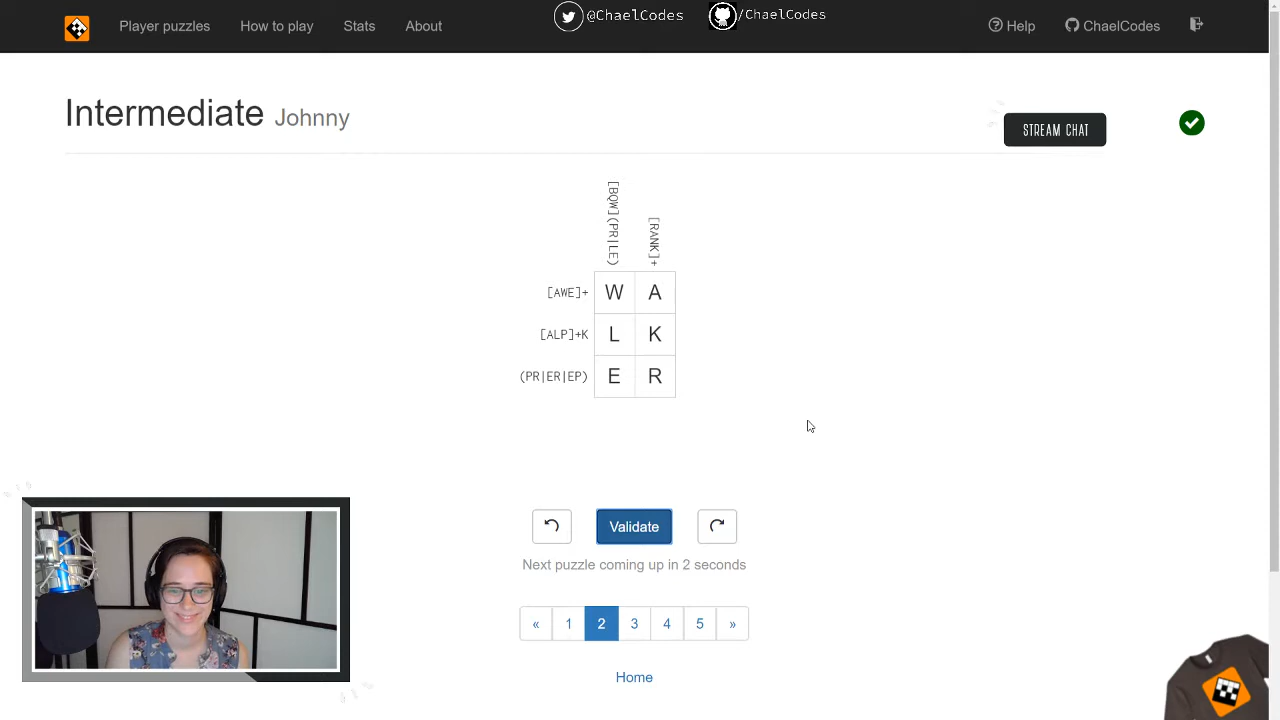 Player puzzles How to play Stats About @ChaelCodes /ChaelCodes Help ChaelCodes
Intermediate Johnny
STREAM CHAT
[BQW](PR|LE)
[RANK]+
[AWE]+ W A
[ALP]+K L K
(PR|ER|EP) E R
Validate
Next puzzle coming up in 2 seconds
« 1 2 3 4 5 »
Home